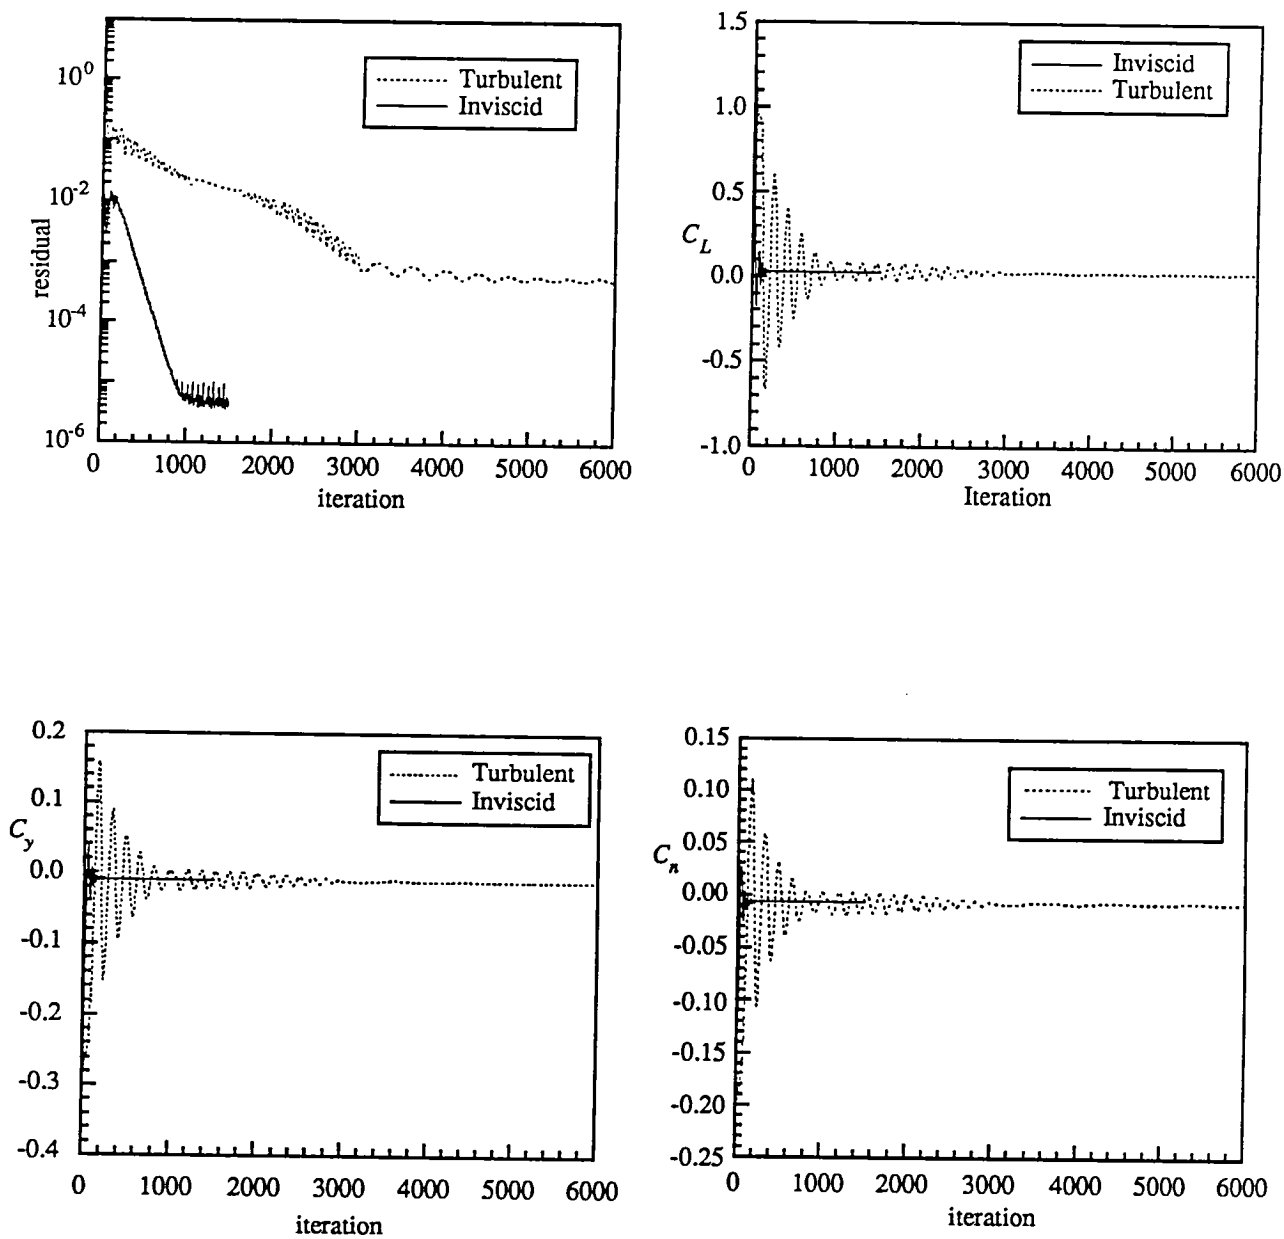 10^0
10^-2
10^-4
10^-6
residual
Turbulent
Inviscid
0 1000 2000 3000 4000 5000 6000
iteration
1.5
1.0
0.5
0.0
-0.5
-1.0
C_L
Inviscid
Turbulent
0 1000 2000 3000 4000 5000 6000
Iteration
0.2
0.1
0.0
-0.1
-0.2
-0.3
-0.4
C_y
Turbulent
Inviscid
0 1000 2000 3000 4000 5000 6000
iteration
0.15
0.10
0.05
0.00
-0.05
-0.10
-0.15
-0.20
-0.25
C_n
Turbulent
Inviscid
0 1000 2000 3000 4000 5000 6000
iteration